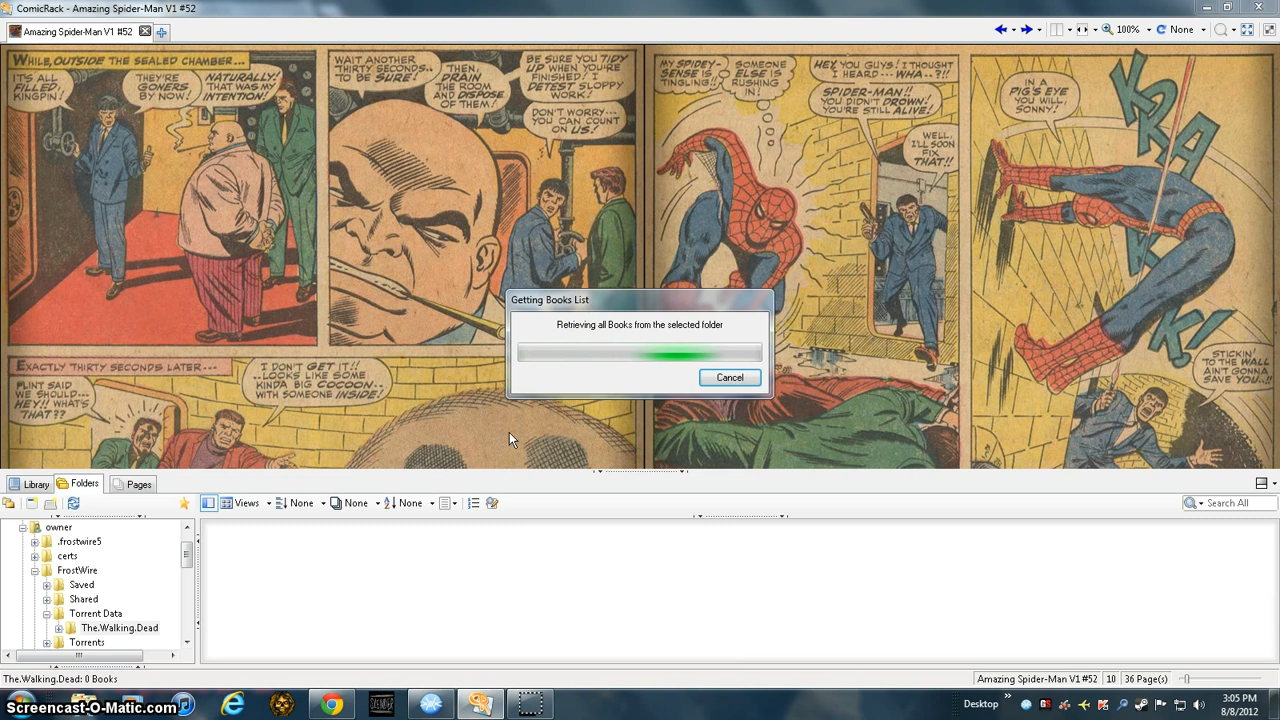 ComicRack - Amazing Spider-Man V1 #52
Amazing Spider-Man V1 #52
100%
None
WHILE, OUTSIDE THE SEALED CHAMBER...
IT'S ALL
FILLED,
KINGPIN!
THEY'RE
GONERS
BY NOW!
NATURALLY!
THAT WAS MY
INTENTION!
WAIT ANOTHER
THIRTY SECONDS..
TO BE SURE!
THEN, DRAIN
THE ROOM
AND DISPOSE
OF THEM!
BE SURE YOU TIDY
UP WHEN YOU'RE
FINISHED! I
DETEST SLOPPY
WORK!
DON'T WORRY...
YOU CAN COUNT
ON US!
MY SPIDEY-
SENSE IS
TINGLING!!
SOMEONE
ELSE IS
RUSHING
IN!
HEY, YOU GUYS! I THOUGHT
I HEARD---WHA--?!!
SPIDER-MAN!!
YOU DIDN'T DROWN!
YOU'RE STILL ALIVE!
WELL,
I'LL SOON
FIX
THAT!!
IN A
PIG'S EYE
YOU WILL,
SONNY!
KRRAK!
EXACTLY THIRTY SECONDS LATER---
FLINT SAID
WE SHOULD--
HEY!! WHAT'S
THAT??
I DON'T GET IT!!
..LOOKS LIKE SOME
KINDA BIG COCOON--
WITH SOMEONE INSIDE!
STICKIN'
TO THE WALL
AIN'T GONNA
SAVE YOU..!!
Getting Books List
Retrieving all Books from the selected folder
Cancel
Library
Folders
Pages
Views
None
None
None
Search All
owner
.frostwire5
certs
FrostWire
Saved
Shared
Torrent Data
The.Walking.Dead
Torrents
The.Walking.Dead: 0 Books
Amazing Spider-Man V1 #52
10
36 Page(s)
Screencast-O-Matic.com
Desktop
3:05 PM
8/8/2012